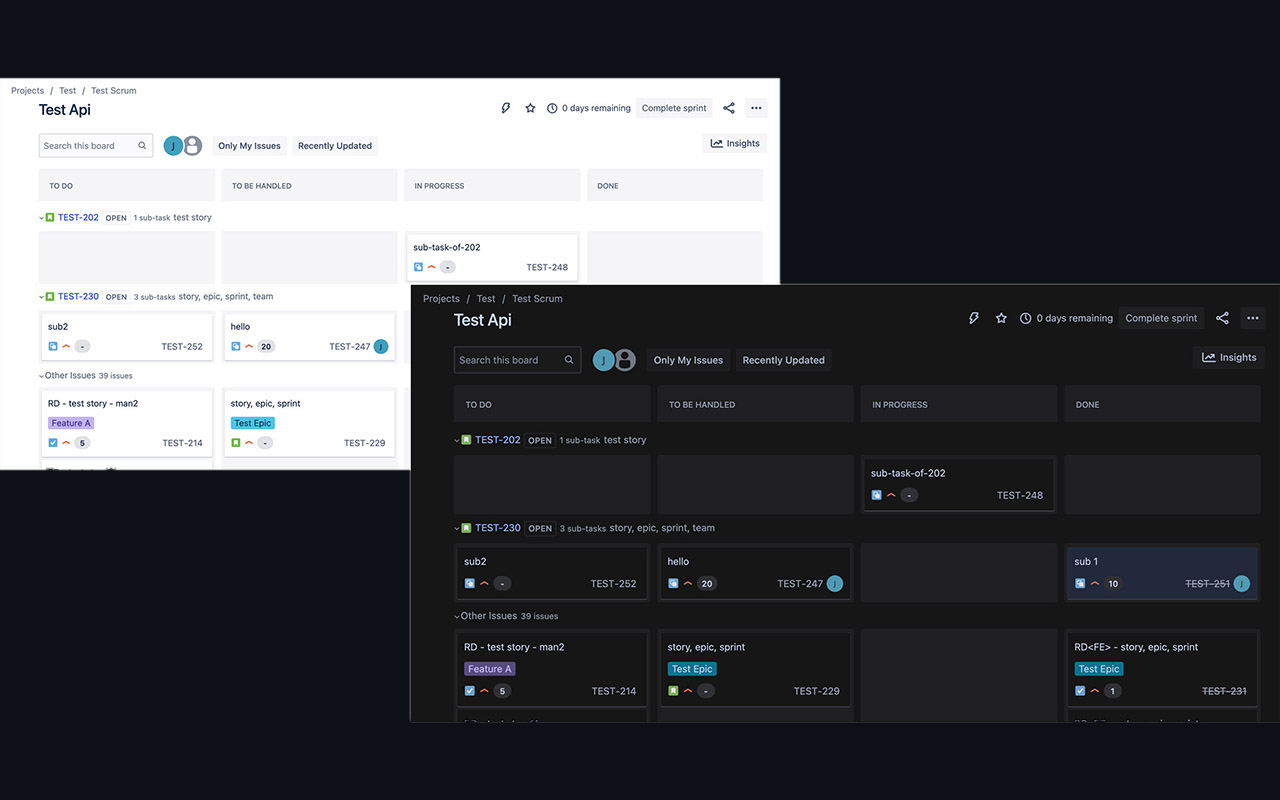 Projects / Test / Test Scrum
Test Api
0 days remaining
Complete sprint
Search this board
J
Only My Issues
Recently Updated
Insights
TO DO
TO BE HANDLED
IN PROGRESS
DONE
TEST-202 OPEN 1 sub-task test story
sub-task-of-202
- TEST-248
TEST-230 OPEN 3 sub-tasks story, epic, sprint, team
sub2
- TEST-252
hello
20 TEST-247 J
Other Issues 39 issues
RD - test story - man2
Feature A
5 TEST-214
story, epic, sprint
Test Epic
- TEST-229
Projects / Test / Test Scrum
Test Api
0 days remaining
Complete sprint
Search this board
J
Only My Issues
Recently Updated
Insights
TO DO
TO BE HANDLED
IN PROGRESS
DONE
TEST-202 OPEN 1 sub-task test story
sub-task-of-202
- TEST-248
TEST-230 OPEN 3 sub-tasks story, epic, sprint, team
sub2
- TEST-252
hello
20 TEST-247 J
sub 1
10 TEST-251 J
Other Issues 39 issues
RD - test story - man2
Feature A
5 TEST-214
story, epic, sprint
Test Epic
- TEST-229
RD<FE> - story, epic, sprint
Test Epic
1 TEST-231